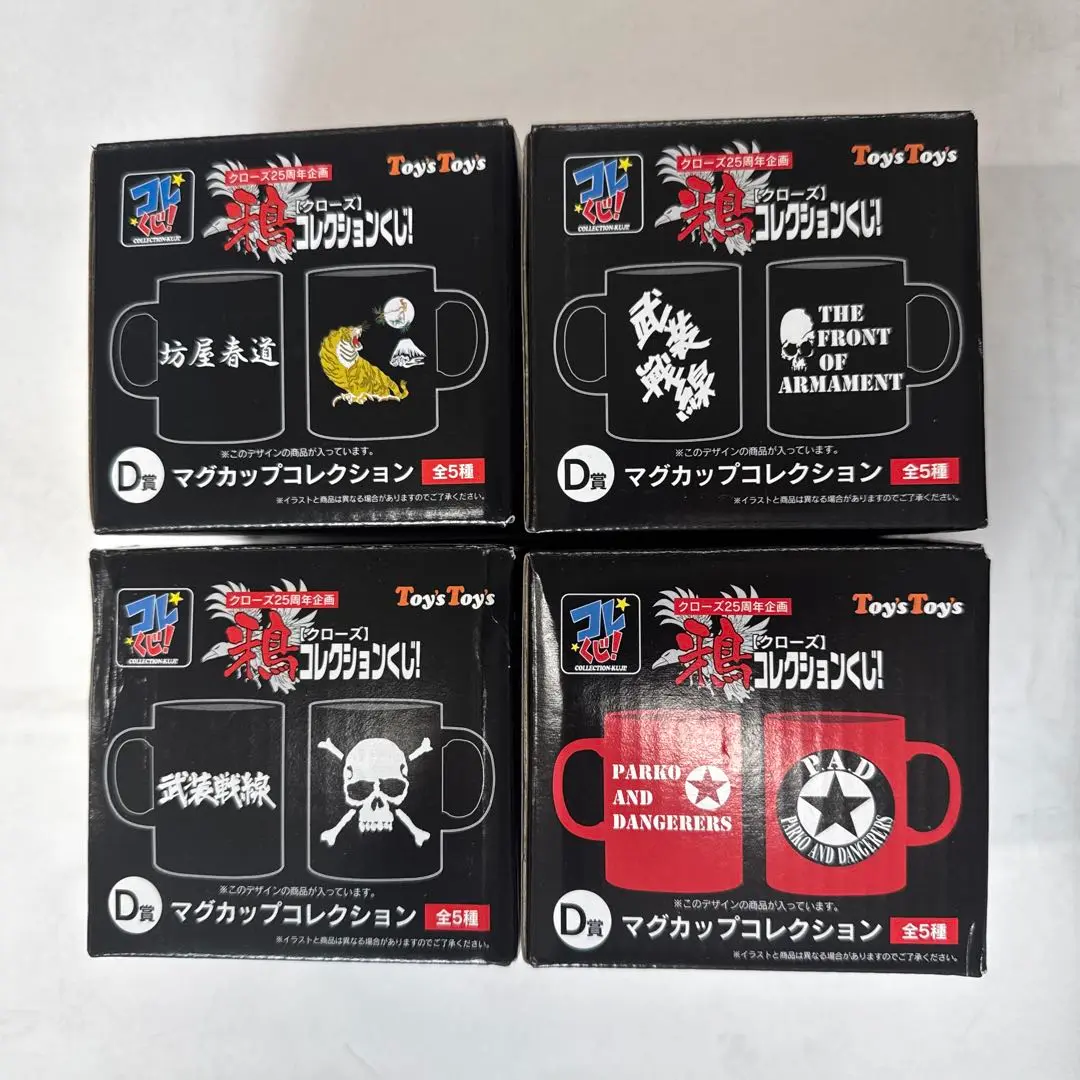 コレくじ!
COLLECTION-KUJI
クローズ25周年企画
鴉【クローズ】
コレクションくじ!
Toy's Toy's
坊屋春道
※このデザインの商品が入っています。
D賞 マグカップコレクション 全5種
※イラストと商品は異なる場合がありますのでご了承ください。
コレくじ!
COLLECTION-KUJI
クローズ25周年企画
鴉【クローズ】
コレクションくじ!
Toy's Toy's
武装戦線
THE
FRONT
OF
ARMAMENT
※このデザインの商品が入っています。
D賞 マグカップコレクション 全5種
※イラストと商品は異なる場合がありますのでご了承ください。
コレくじ!
COLLECTION-KUJI
クローズ25周年企画
鴉【クローズ】
コレクションくじ!
Toy's Toy's
武装戦線
※このデザインの商品が入っています。
D賞 マグカップコレクション 全5種
※イラストと商品は異なる場合がありますのでご了承ください。
コレくじ!
COLLECTION-KUJI
クローズ25周年企画
鴉【クローズ】
コレクションくじ!
Toy's Toy's
PARKO
AND
DANGERERS
P.A.D
PARKO AND DANGERERS
※このデザインの商品が入っています。
D賞 マグカップコレクション 全5種
※イラストと商品は異なる場合がありますのでご了承ください。